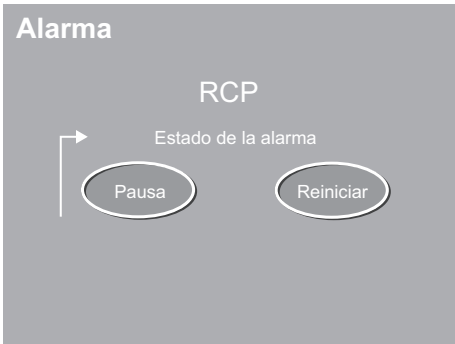 Alarma
RCP
Estado de la alarma
Pausa Reiniciar